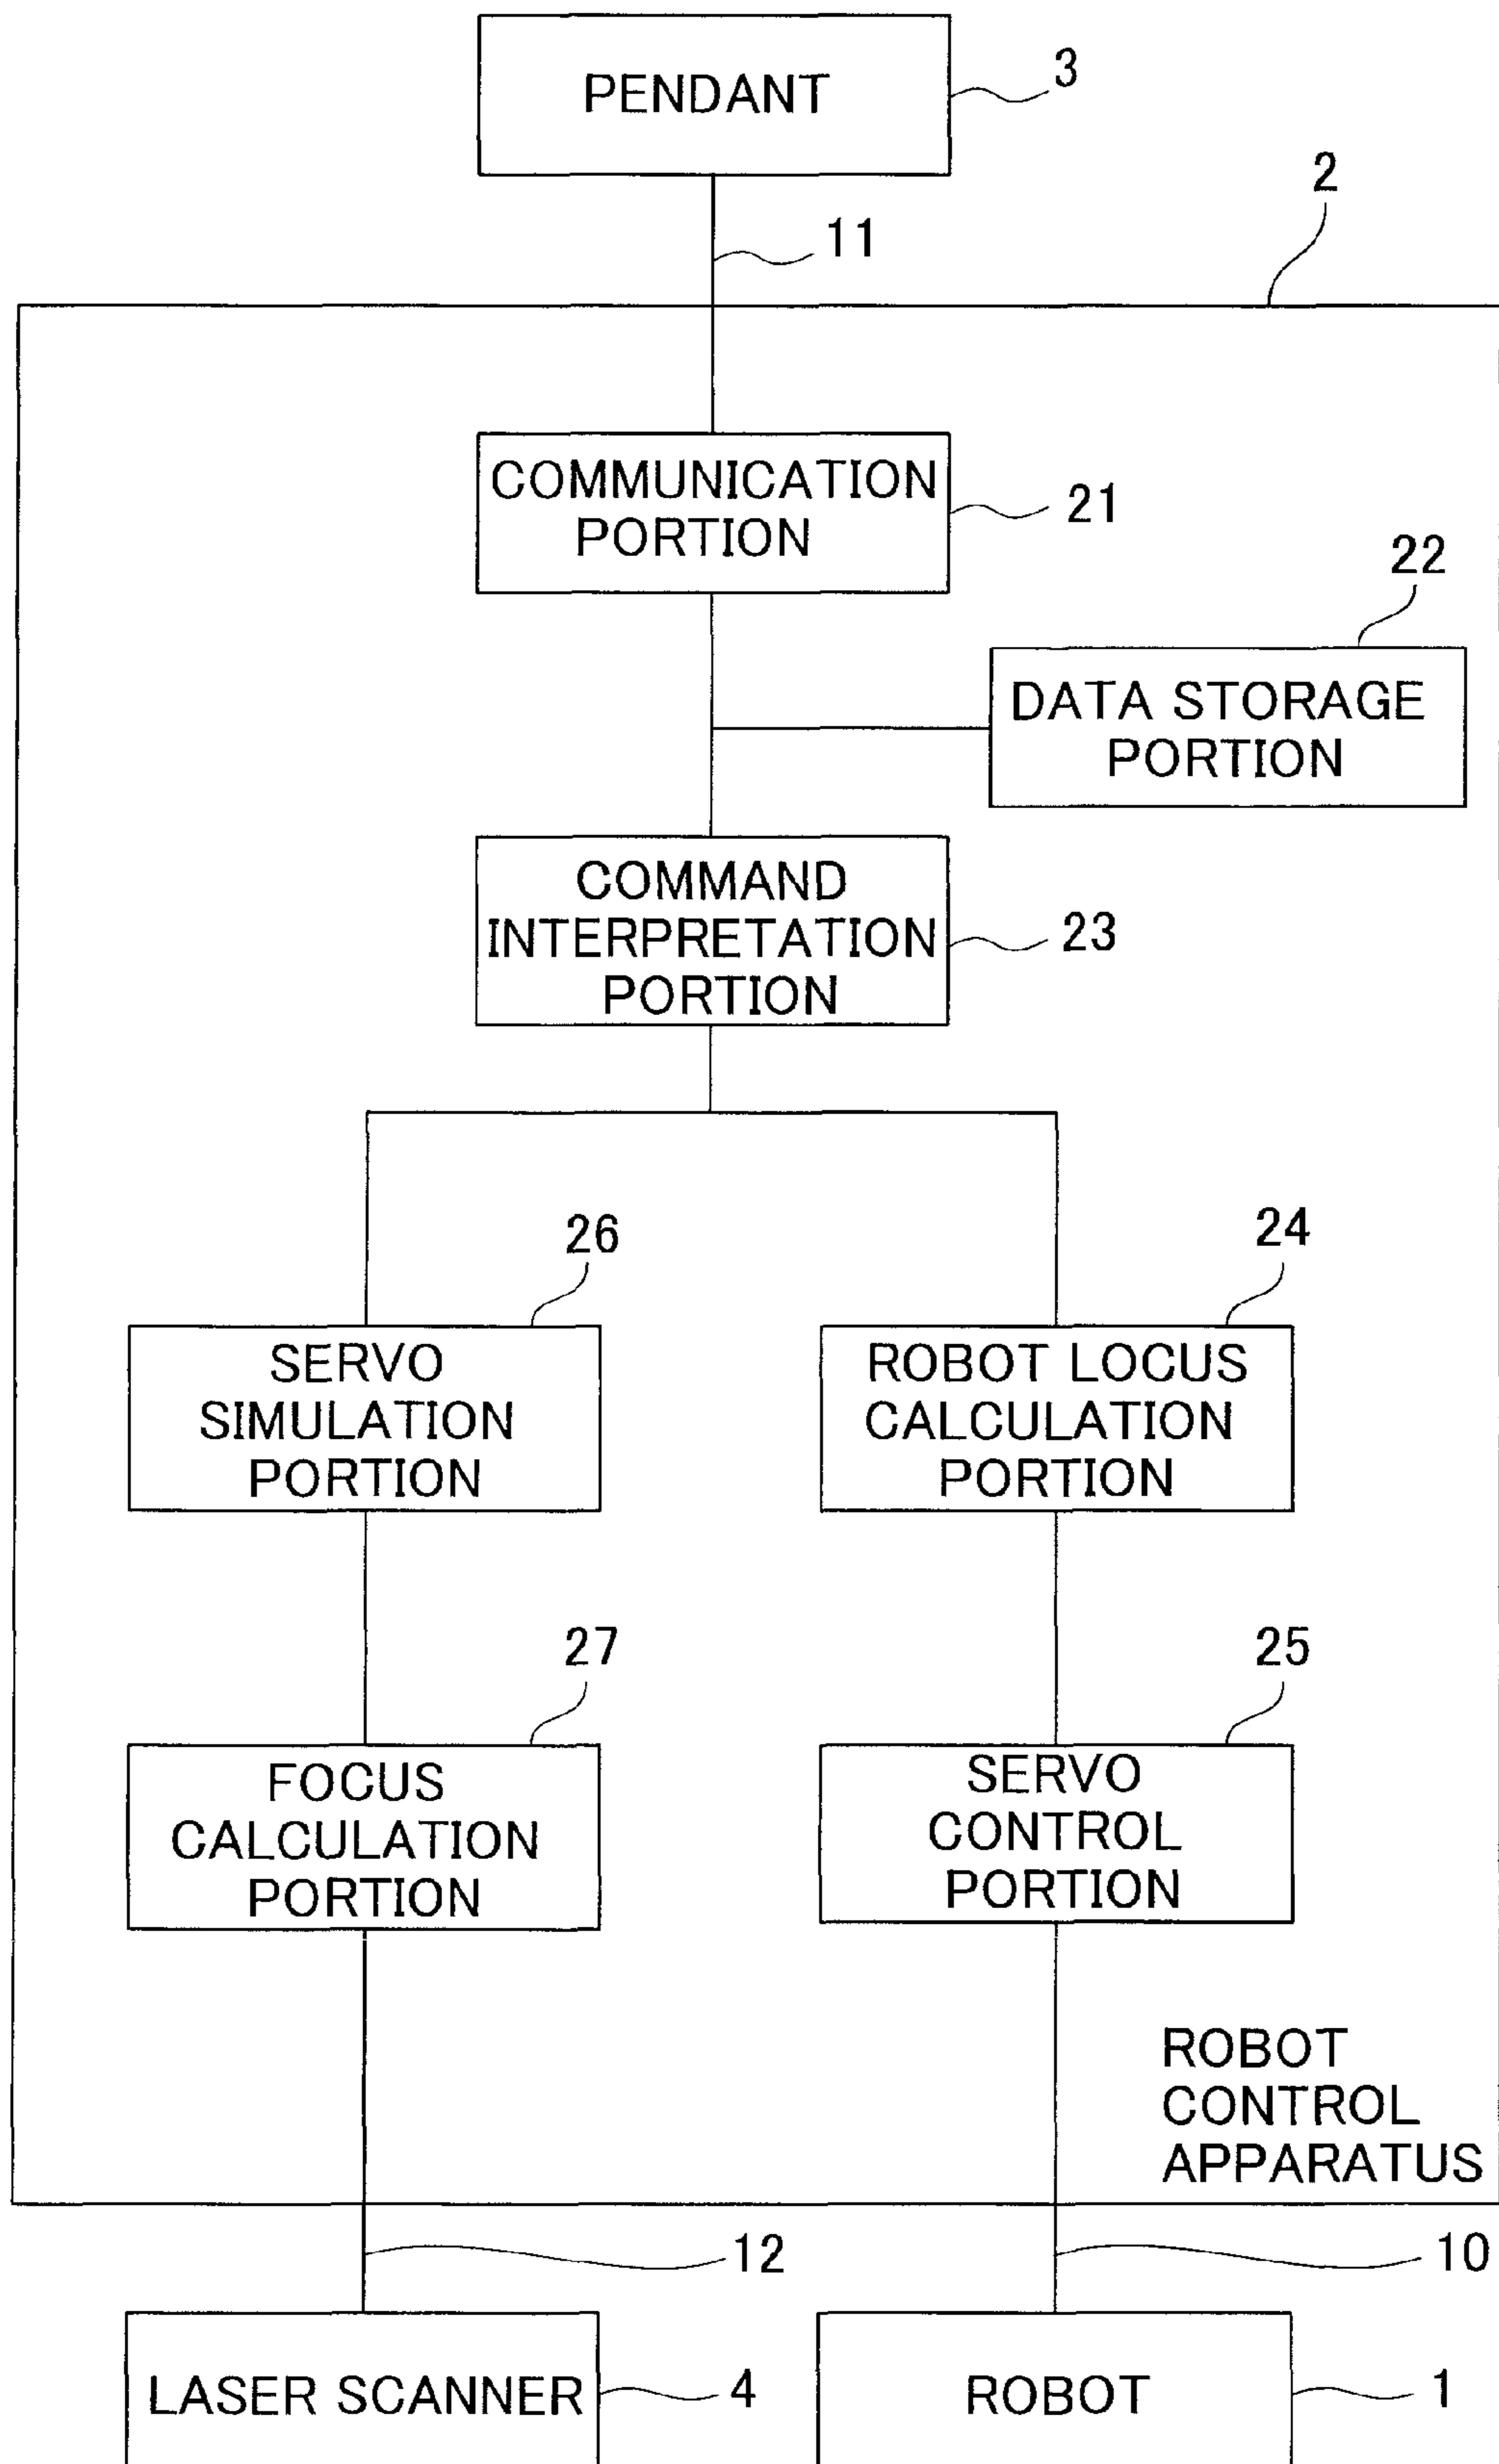 PENDANT
3
2
11
COMMUNICATION
PORTION
21
22
DATA STORAGE
PORTION
COMMAND
INTERPRETATION
PORTION
23
26
24
SERVO
SIMULATION
PORTION
ROBOT LOCUS
CALCULATION
PORTION
27
25
FOCUS
CALCULATION
PORTION
SERVO
CONTROL
PORTION
ROBOT
CONTROL
APPARATUS
12
10
LASER SCANNER
4
ROBOT
1